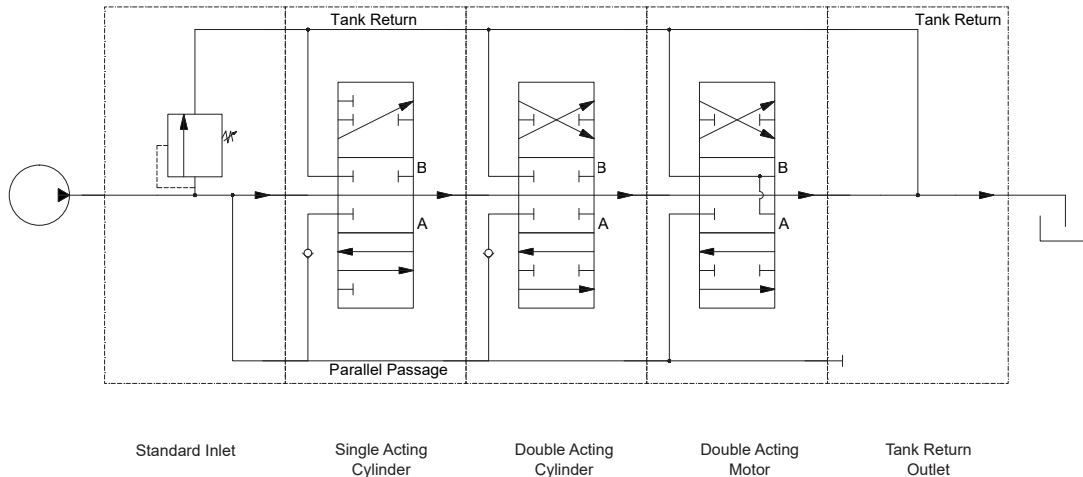 Tank Return
Tank Return
B
B
B
A
A
A
Parallel Passage
Standard Inlet
Single Acting
Cylinder
Double Acting
Cylinder
Double Acting
Motor
Tank Return
Outlet